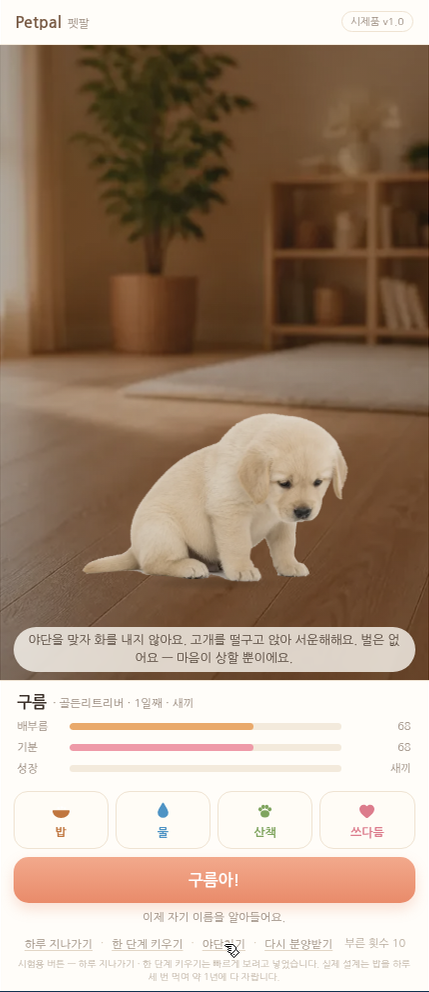 Petpal 펫팔
시제품 v1.0
야단을 맞자 화를 내지 않아요. 고개를 떨구고 앉아 서운해해요. 벌은 없
어요 — 마음이 상할 뿐이에요.
구름 · 골든리트리버 · 1일째 · 새끼
배부름 68
기분 68
성장 새끼
밥 물 산책 쓰다듬
구름아!
이제 자기 이름을 알아들어요.
하루 지나가기 · 한 단계 키우기 · 야단치기 · 다시 분양받기 부른 횟수 10
시험용 버튼 — 하루 지나가기 · 한 단계 키우기는 빠르게 보려고 넣었습니다. 실제 설계는 밥을 하루
세 번 먹여 약 1년에 다 자랍니다.